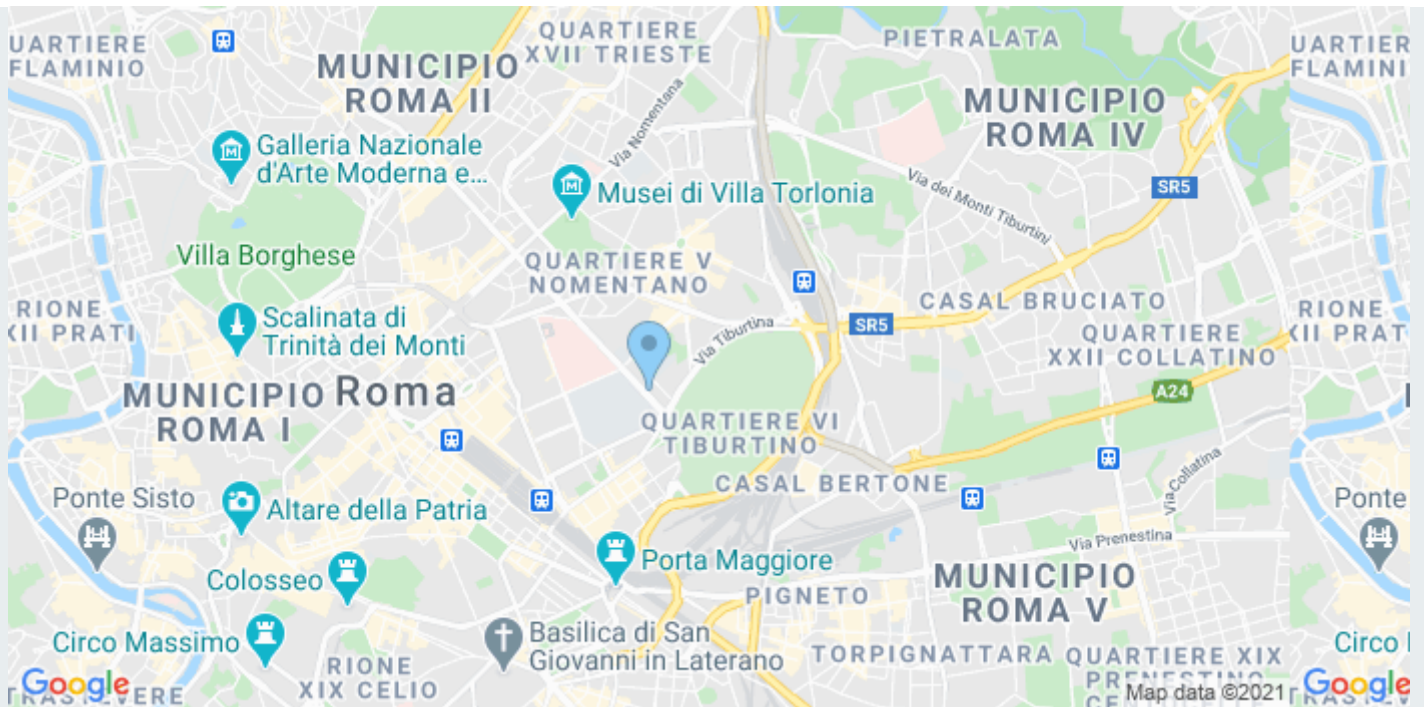 UARTIERE
FLAMINIO
QUARTIERE
XVII TRIESTE
PIETRALATA
UARTIER
FLAMINI
MUNICIPIO
ROMA II
MUNICIPIO
ROMA IV
Via Nomentana
Galleria Nazionale
d'Arte Moderna e...
Musei di Villa Torlonia
Via dei Monti Tiburtini
SR5
Villa Borghese
QUARTIERE V
NOMENTANO
RIONE
XII PRATI
Scalinata di
Trinità dei Monti
Via Tiburtina
SR5
CASAL BRUCIATO
QUARTIERE
XXII COLLATINO
RIONE
XII PRAT
MUNICIPIO
ROMA I
Roma
A24
QUARTIERE VI
TIBURTINO
CASAL BERTONE
Via Collatina
Ponte Sisto
Altare della Patria
Ponte
Via Prenestina
Porta Maggiore
Colosseo
PIGNETO
MUNICIPIO
ROMA V
Circo Massimo
Basilica di San
Giovanni in Laterano
TORPIGNATTARA
QUARTIERE XIX
PRENESTINO
Circo
RIONE
XIX CELIO
Google
TRASTEVERE
Map data ©2021
Google